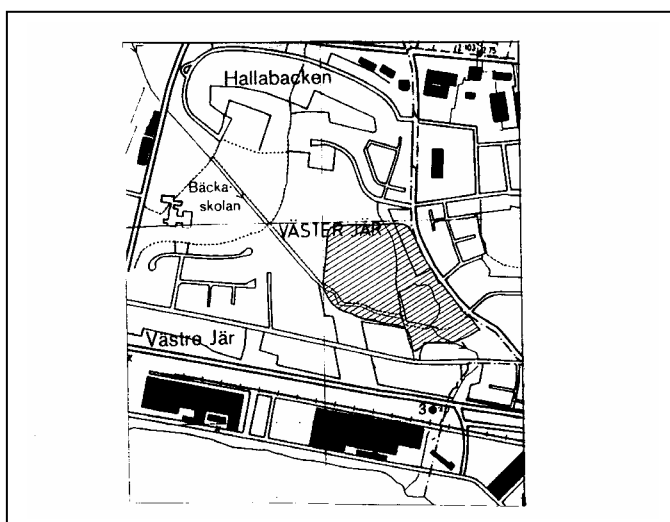 Hallabacken
Bäcka-
skolan
VÄSTER JÄR
Västre Jär
3